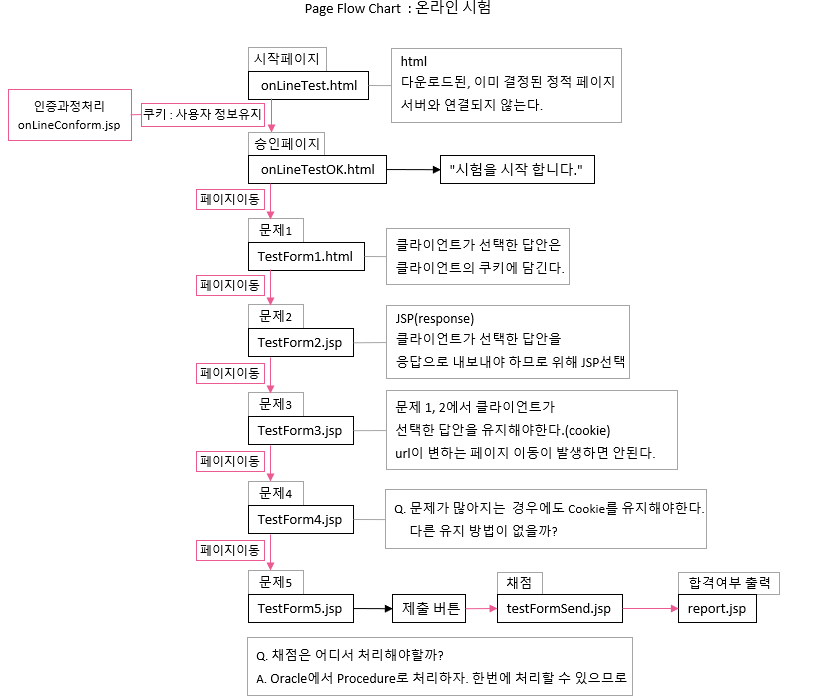 Page Flow Chart : 온라인 시험
시작페이지
onLineTest.html
html
다운로드된, 이미 결정된 정적 페이지
서버와 연결되지 않는다.
인증과정처리
onLineConform.jsp
쿠키 : 사용자 정보유지
승인페이지
onLineTestOK.html
"시험을 시작 합니다."
페이지이동
문제1
TestForm1.html
클라이언트가 선택한 답안은
클라이언트의 쿠키에 담긴다.
페이지이동
문제2
TestForm2.jsp
JSP(response)
클라이언트가 선택한 답안을
응답으로 내보내야 하므로 위해 JSP선택
페이지이동
문제3
TestForm3.jsp
문제 1, 2에서 클라이언트가
선택한 답안을 유지해야한다.(cookie)
url이 변하는 페이지 이동이 발생하면 안된다.
페이지이동
문제4
TestForm4.jsp
Q. 문제가 많아지는 경우에도 Cookie를 유지해야한다.
다른 유지 방법이 없을까?
페이지이동
문제5
TestForm5.jsp
제출 버튼
채점
testFormSend.jsp
합격여부 출력
report.jsp
Q. 채점은 어디서 처리해야할까?
A. Oracle에서 Procedure로 처리하자. 한번에 처리할 수 있으므로